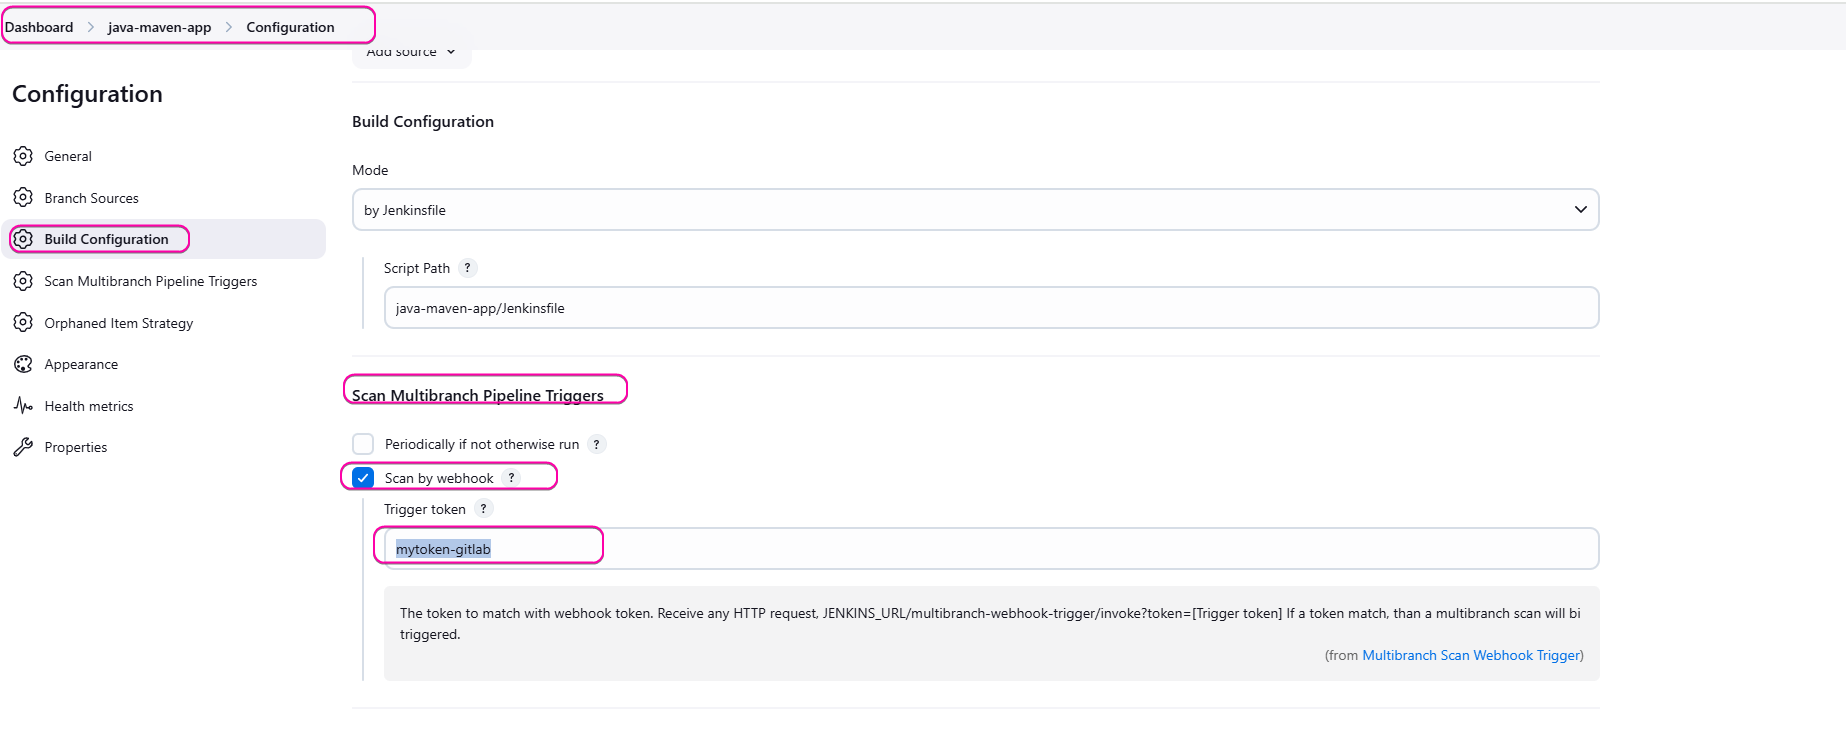 Dashboard > java-maven-app > Configuration
Add source
Configuration
General
Branch Sources
Build Configuration
Scan Multibranch Pipeline Triggers
Orphaned Item Strategy
Appearance
Health metrics
Properties
Build Configuration
Mode
by Jenkinsfile
Script Path ?
java-maven-app/Jenkinsfile
Scan Multibranch Pipeline Triggers
Periodically if not otherwise run ?
Scan by webhook ?
Trigger token ?
mytoken-gitlab
The token to match with webhook token. Receive any HTTP request, JENKINS_URL/multibranch-webhook-trigger/invoke?token=[Trigger token] If a token match, than a multibranch scan will bi
triggered.
(from Multibranch Scan Webhook Trigger)